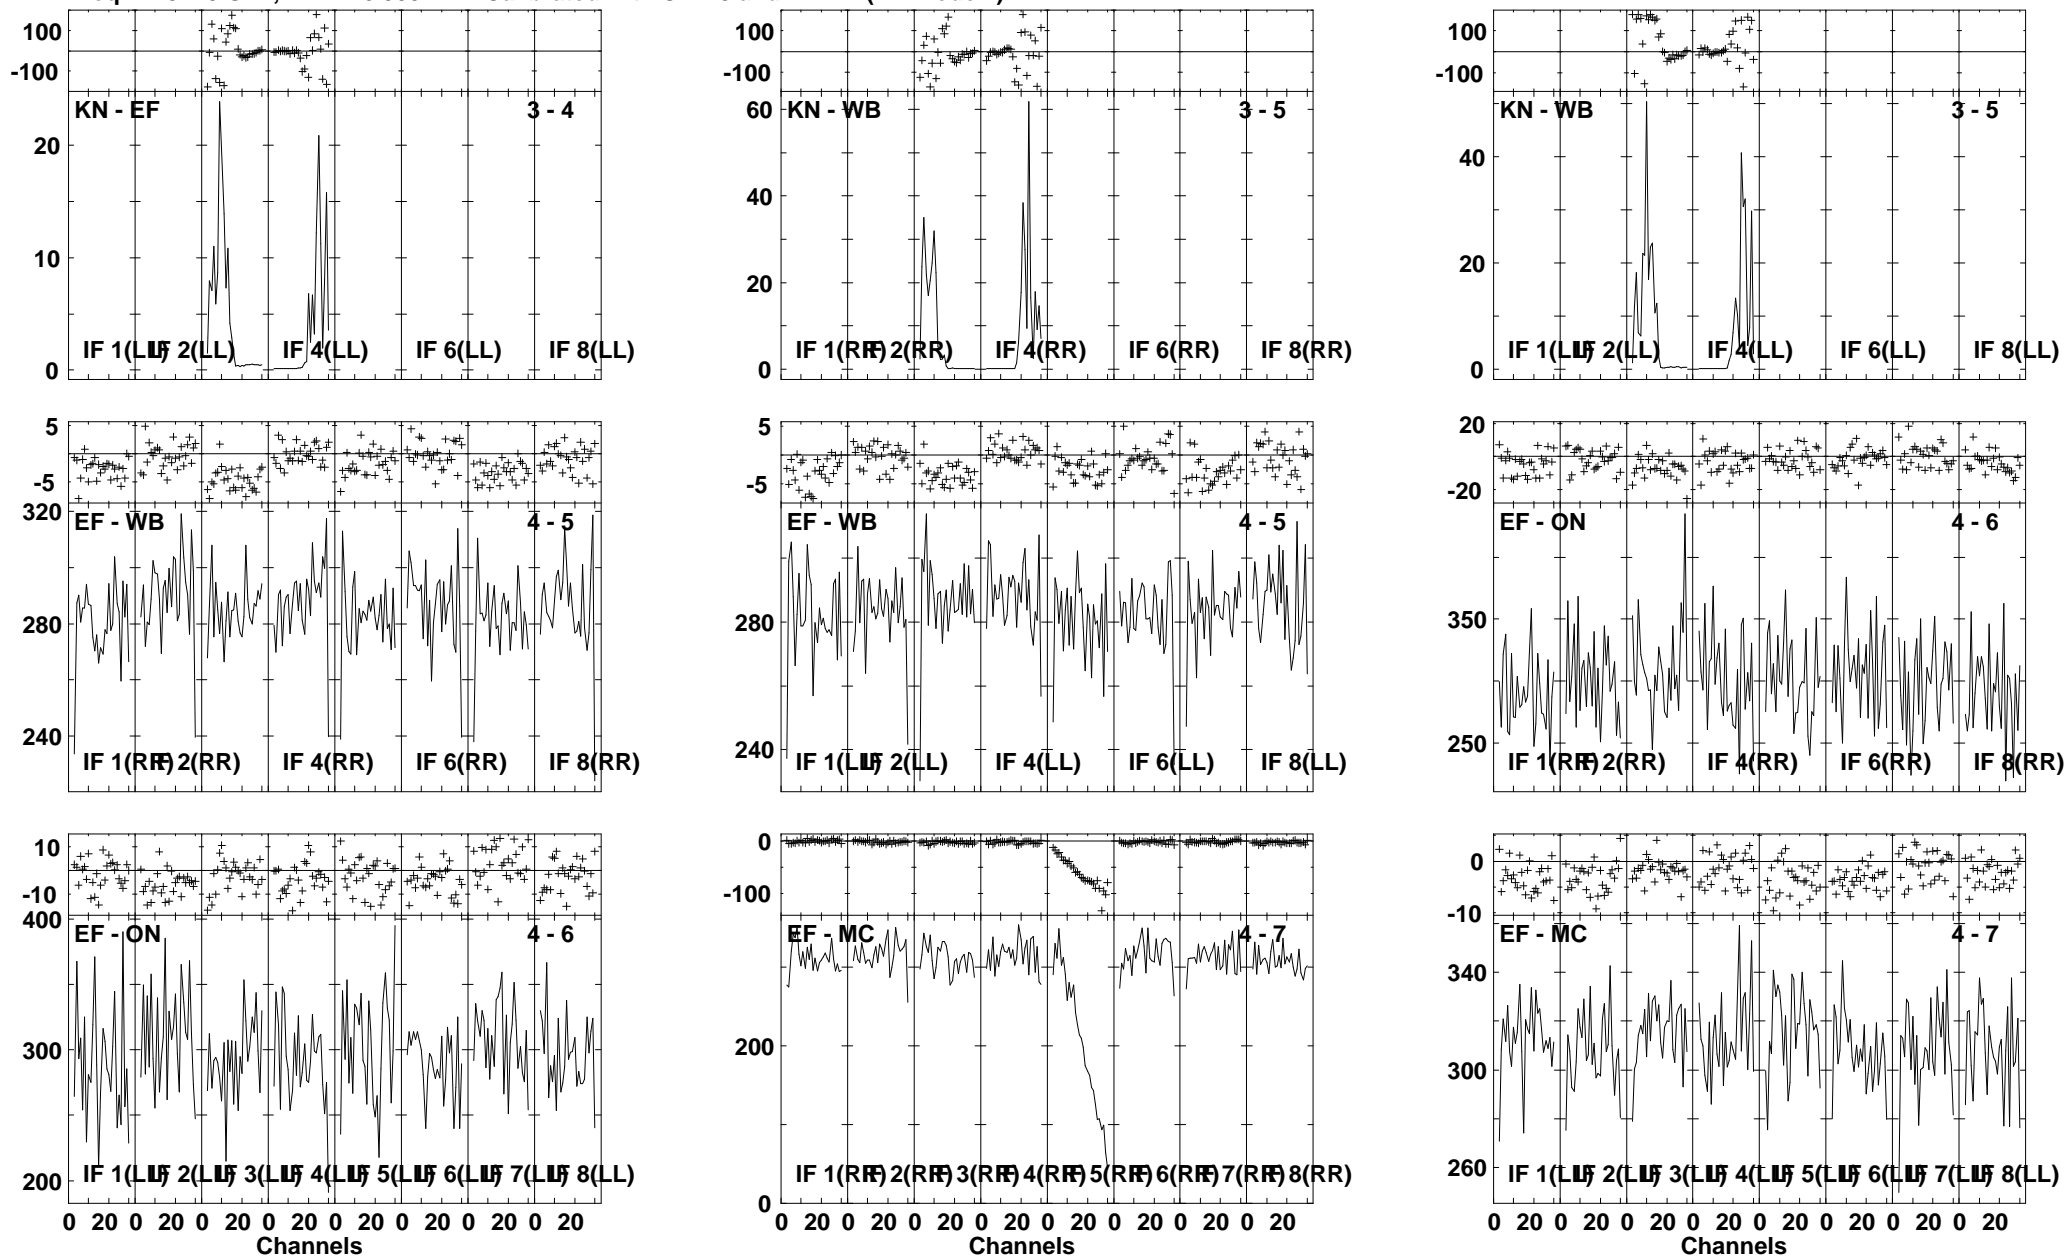 100
-100
KN - EF 3 - 4
20
10
0
IF 1(LL) IF 2(LL) IF 4(LL) IF 6(LL) IF 8(LL)
100
-100
KN - WB 3 - 5
60
40
20
0
IF 1(RR) IF 2(RR) IF 4(RR) IF 6(RR) IF 8(RR)
100
-100
KN - WB 3 - 5
40
20
0
IF 1(LL) IF 2(LL) IF 4(LL) IF 6(LL) IF 8(LL)
5
-5
320
EF - WB 4 - 5
280
240
IF 1(RR) IF 2(RR) IF 4(RR) IF 6(RR) IF 8(RR)
5
-5
EF - WB 4 - 5
280
240
IF 1(LL) IF 2(LL) IF 4(LL) IF 6(LL) IF 8(LL)
20
-20
EF - ON 4 - 6
350
250
IF 1(RR) IF 2(RR) IF 4(RR) IF 6(RR) IF 8(RR)
10
-10
400
EF - ON 4 - 6
300
200
IF 1(LL) IF 2(LL) IF 3(LL) IF 4(LL) IF 5(LL) IF 6(LL) IF 7(LL) IF 8(LL)
0 20 0 20 0 20 0 20 0 20 0 20 0 20 0 20
Channels
0
-100
EF - MC 4 - 7
200
0
IF 1(RR) IF 2(RR) IF 3(RR) IF 4(RR) IF 5(RR) IF 6(RR) IF 7(RR) IF 8(RR)
0 20 0 20 0 20 0 20 0 20 0 20 0 20 0 20
Channels
0
-10
EF - MC 4 - 7
340
300
260
IF 1(LL) IF 2(LL) IF 3(LL) IF 4(LL) IF 5(LL) IF 6(LL) IF 7(LL) IF 8(LL)
0 20 0 20 0 20 0 20 0 20 0 20 0 20 0 20
Channels